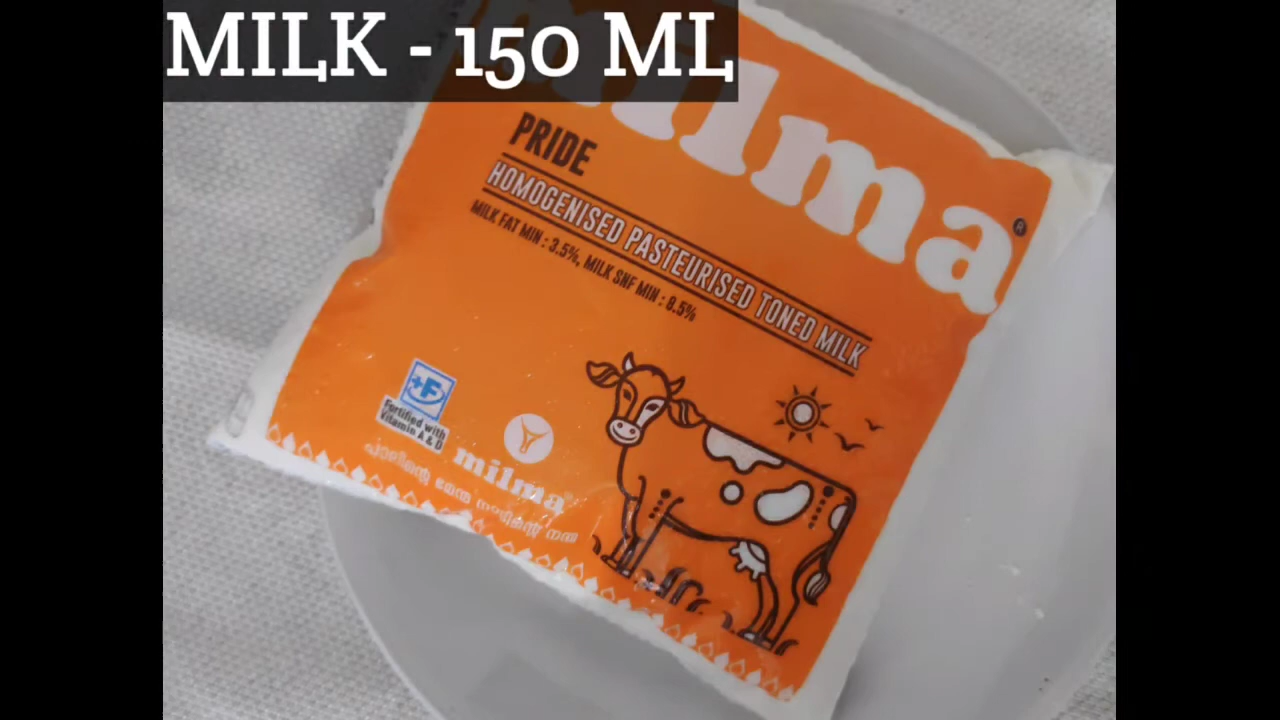 MILK - 150 ML
milma®
PRIDE
HOMOGENISED PASTEURISED TONED MILK
MILK FAT MIN : 3.5%, MILK SNF MIN : 8.5%
+F
Fortified with
Vitamin A & D
milma®